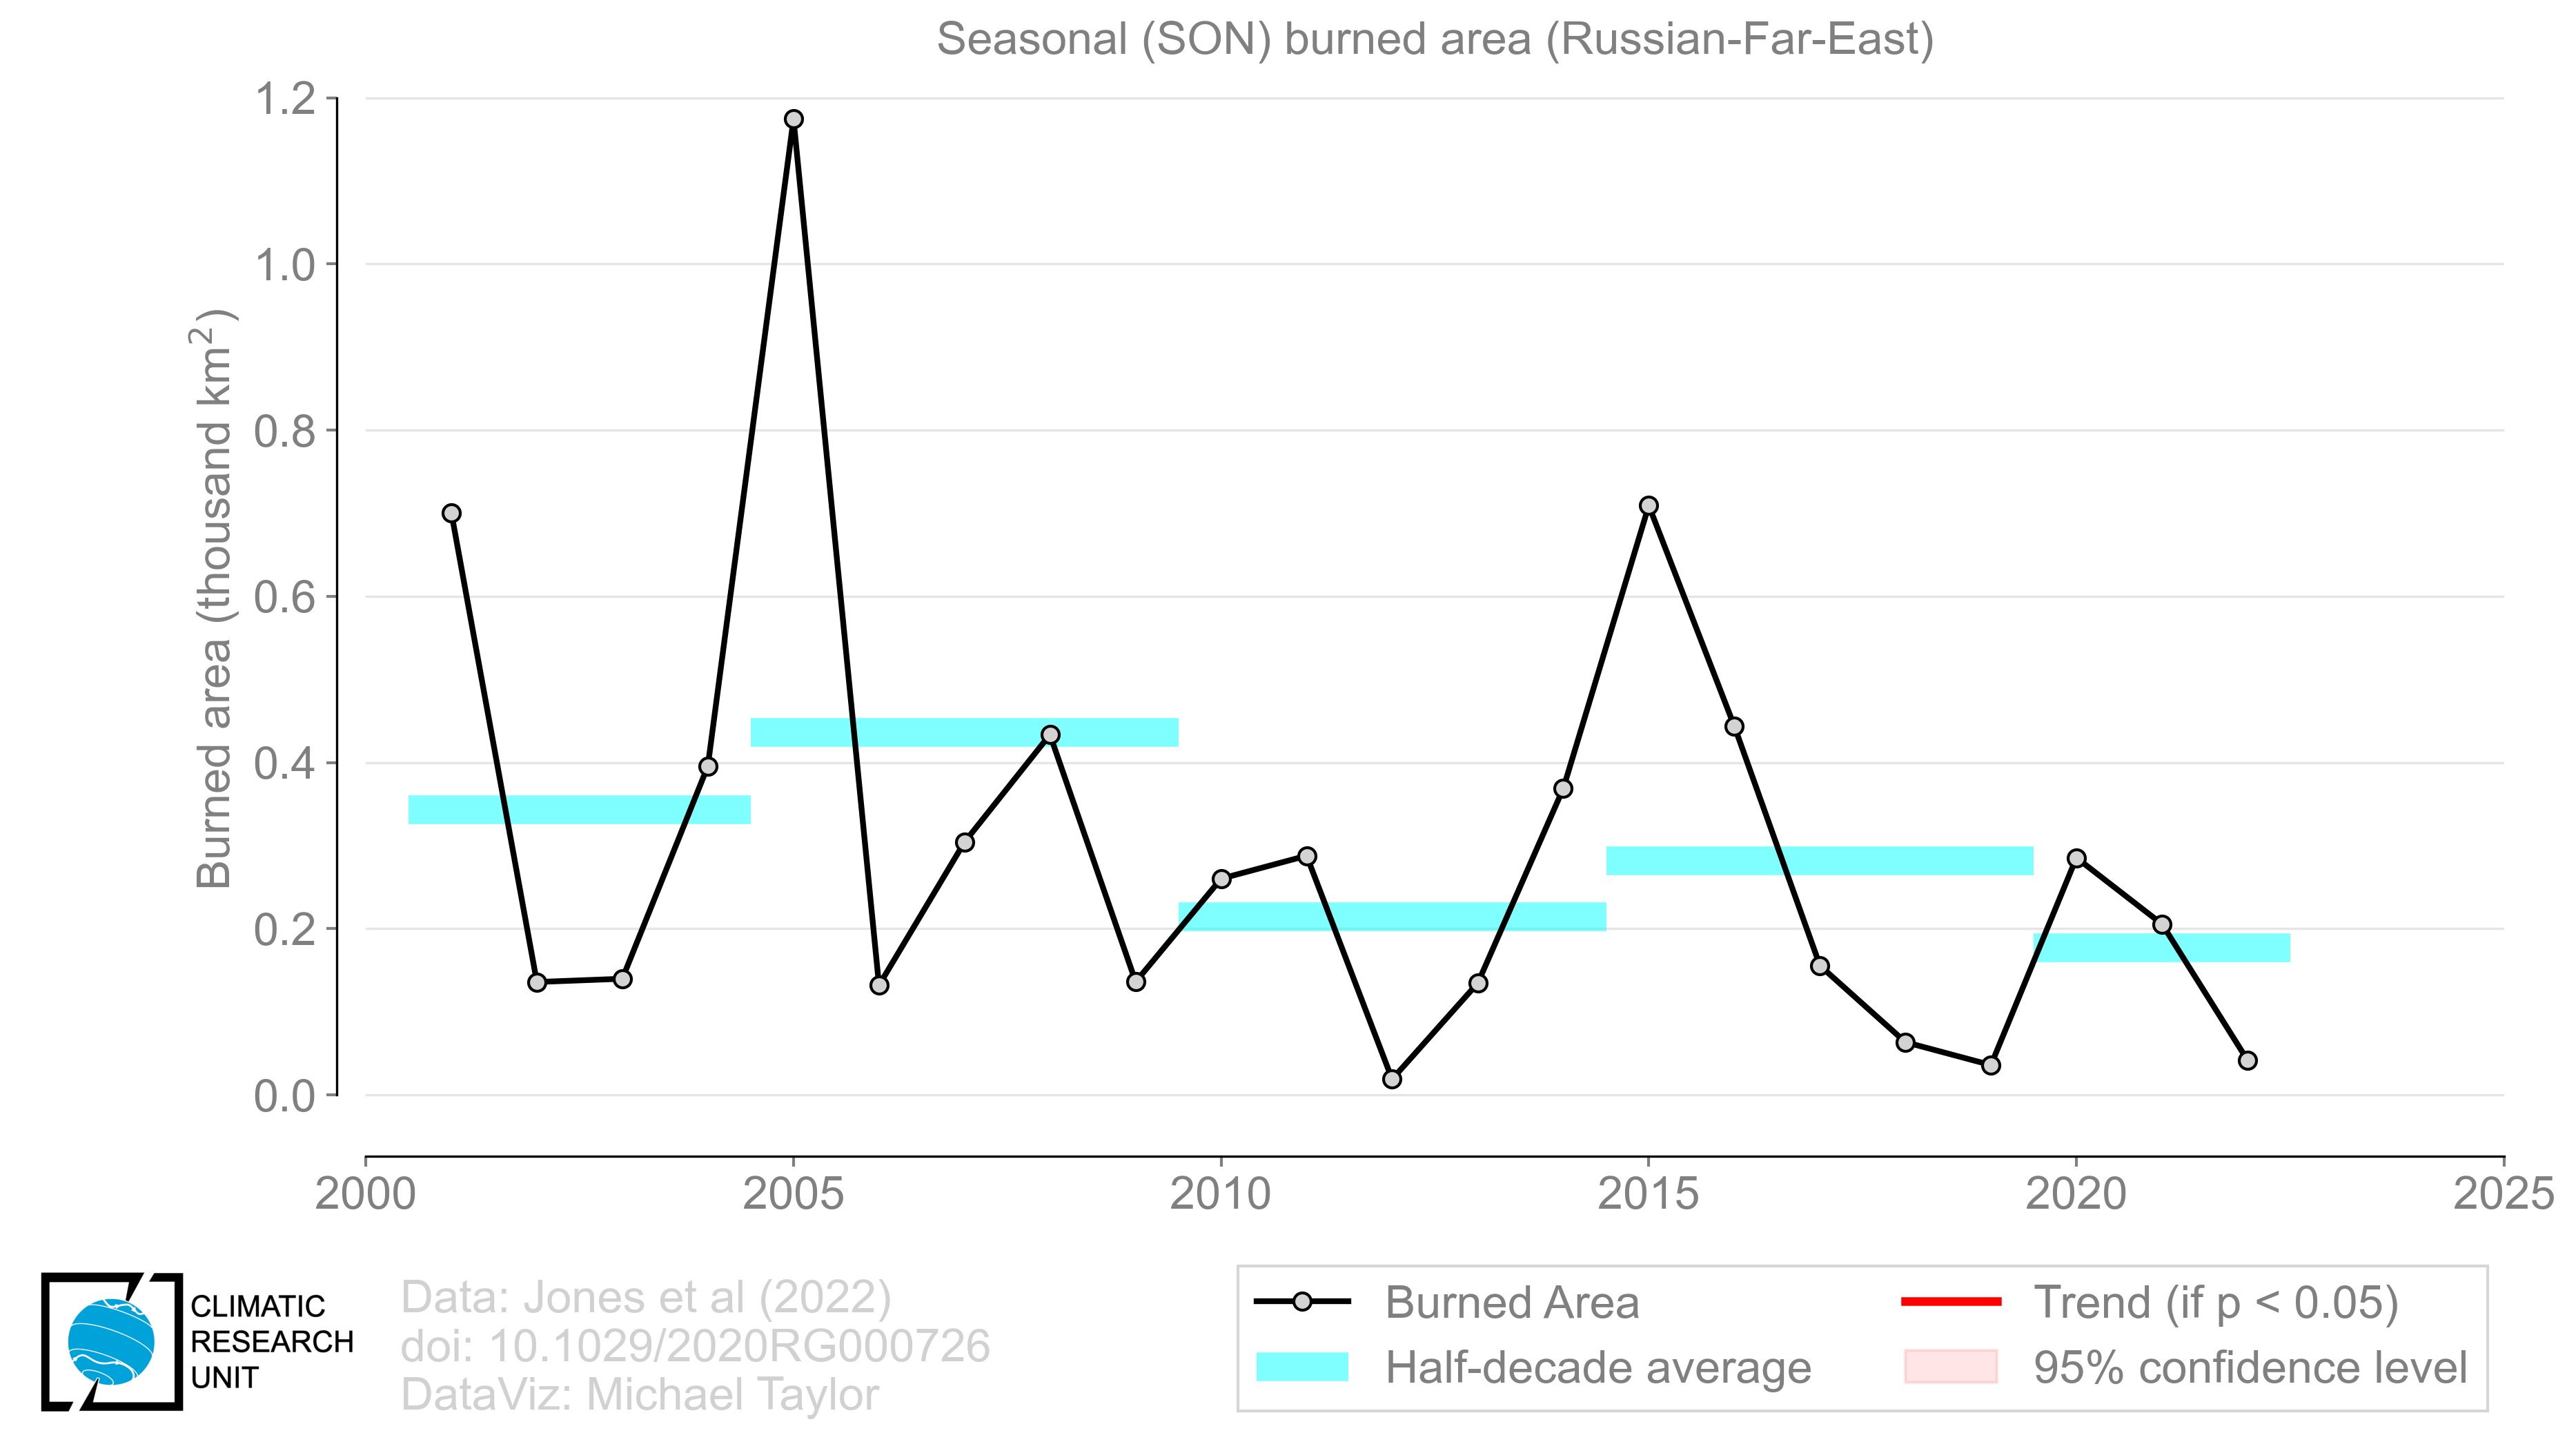 Seasonal (SON) burned area (Russian-Far-East)
Burned area (thousand km²)
1.2
1.0
0.8
0.6
0.4
0.2
0.0
2000 2005 2010 2015 2020 2025
CLIMATIC
RESEARCH
UNIT
Data: Jones et al (2022)
doi: 10.1029/2020RG000726
DataViz: Michael Taylor
Burned Area
Half-decade average
Trend (if p < 0.05)
95% confidence level